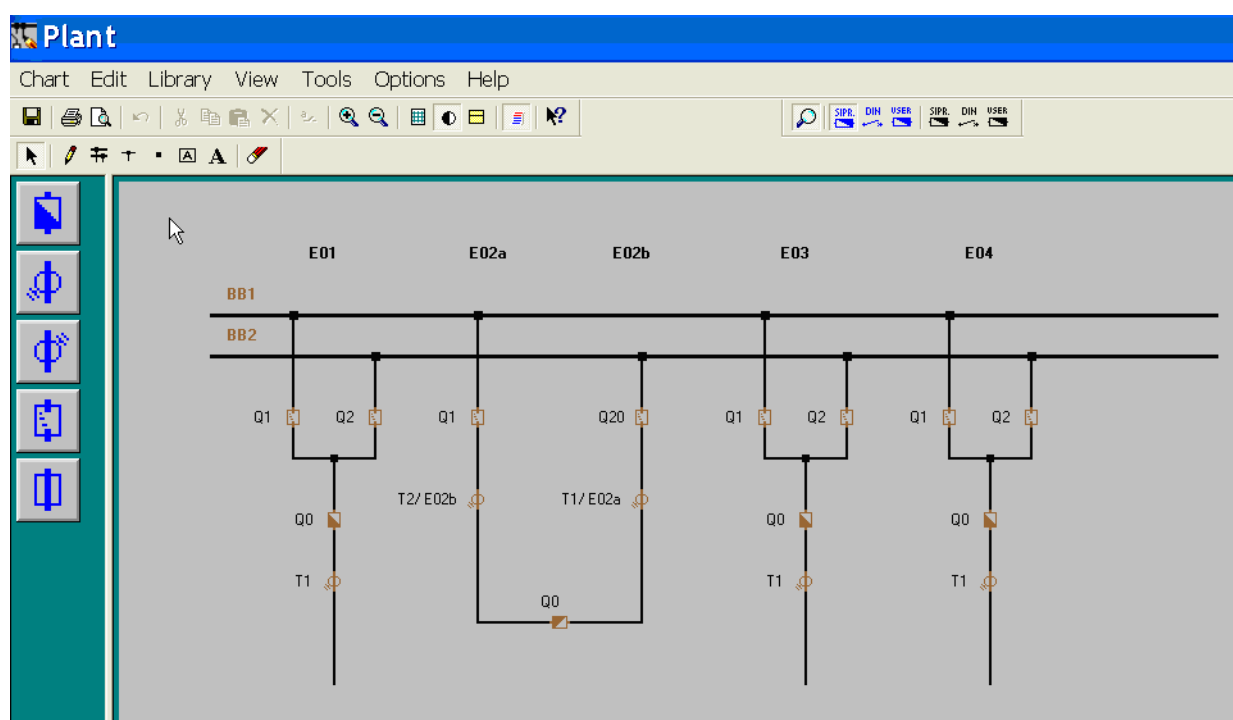 Plant
Chart Edit Library View Tools Options Help
SIPR. DIN USER SIPR. DIN USER
A A
E01 E02a E02b E03 E04
BB1
BB2
Q1 Q2 Q1 Q20 Q1 Q2 Q1 Q2
T2/E02b T1/E02a
Q0 Q0 Q0
T1 T1 T1
Q0